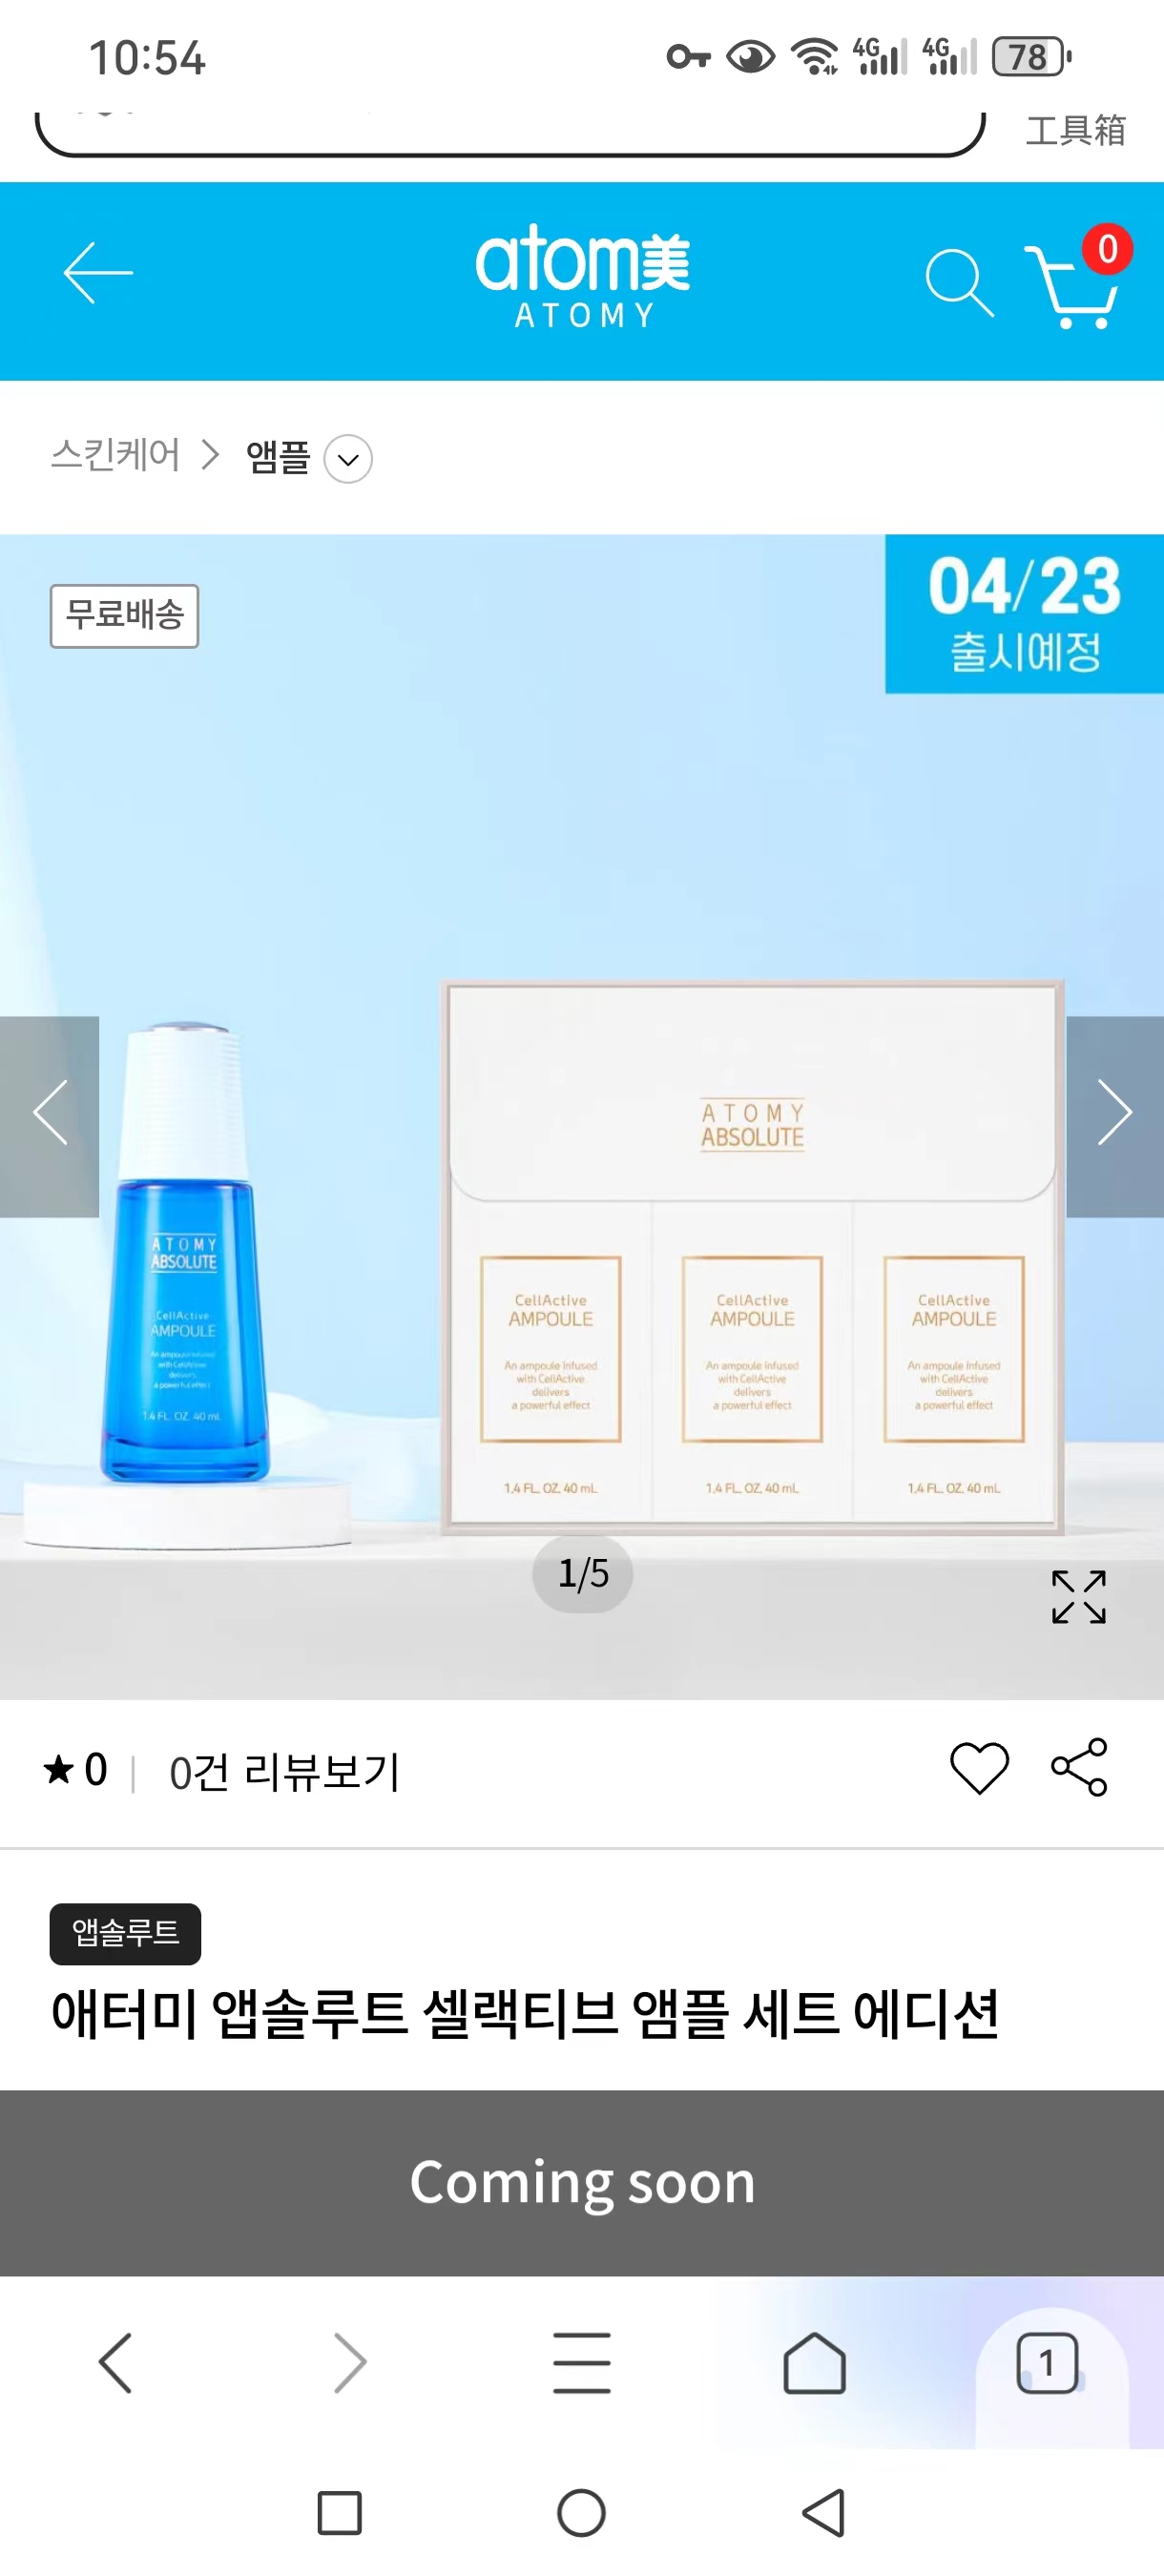 10:54
4G
4G
78
工具箱
atom美
ATOMY
0
스킨케어 > 앰플
무료배송
04/23
출시예정
ATOMY
ABSOLUTE
ATOMY
ABSOLUTE
CellActive
AMPOULE
An ampoule infused
with CellActive
delivers
a powerful effect
1.4 FL. OZ. 40 mL
CellActive
AMPOULE
An ampoule infused
with CellActive
delivers
a powerful effect
1.4 FL. OZ. 40 mL
CellActive
AMPOULE
An ampoule infused
with CellActive
delivers
a powerful effect
1.4 FL. OZ. 40 mL
CellActive
AMPOULE
An ampoule infused
with CellActive
delivers
a powerful effect
1.4 FL. OZ. 40 mL
1/5
★ 0 | 0건 리뷰보기
앱솔루트
애터미 앱솔루트 셀랙티브 앰플 세트 에디션
Coming soon
1